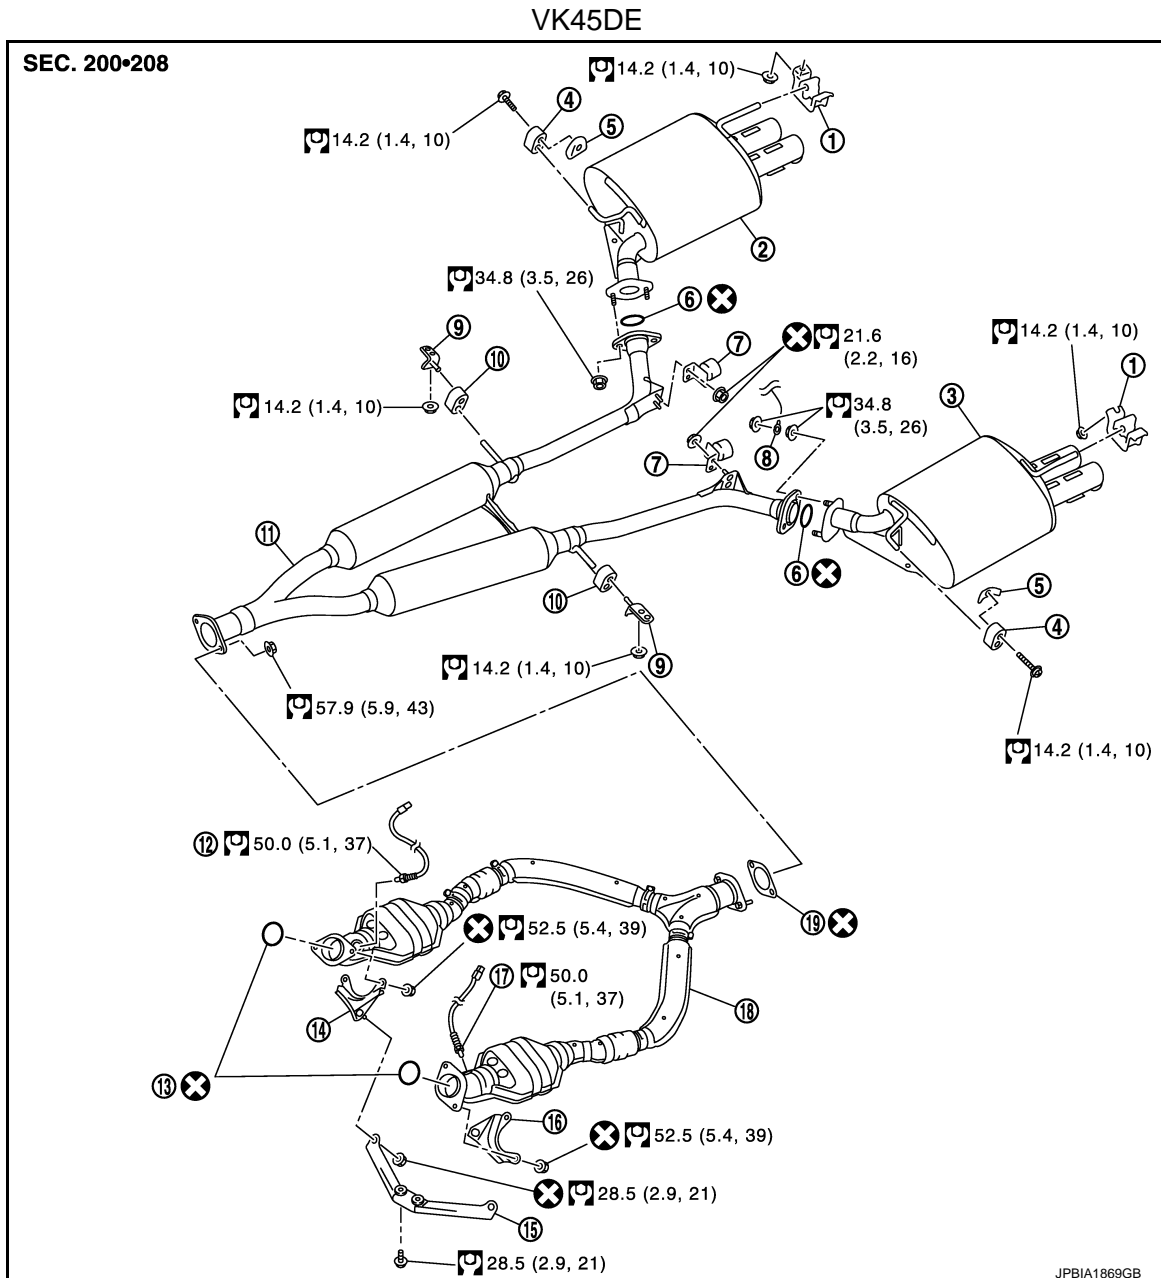 VK45DE
SEC. 200•208
14.2 (1.4, 10)
4
5
1
14.2 (1.4, 10)
2
34.8 (3.5, 26)
6
9
10
7
21.6
(2.2, 16)
14.2 (1.4, 10)
1
14.2 (1.4, 10)
34.8
(3.5, 26)
3
7
8
11
6
10
5
4
14.2 (1.4, 10)
9
57.9 (5.9, 43)
14.2 (1.4, 10)
12
50.0 (5.1, 37)
19
52.5 (5.4, 39)
17
50.0
(5.1, 37)
18
14
13
16
52.5 (5.4, 39)
28.5 (2.9, 21)
15
28.5 (2.9, 21)
JPBIA1869GB